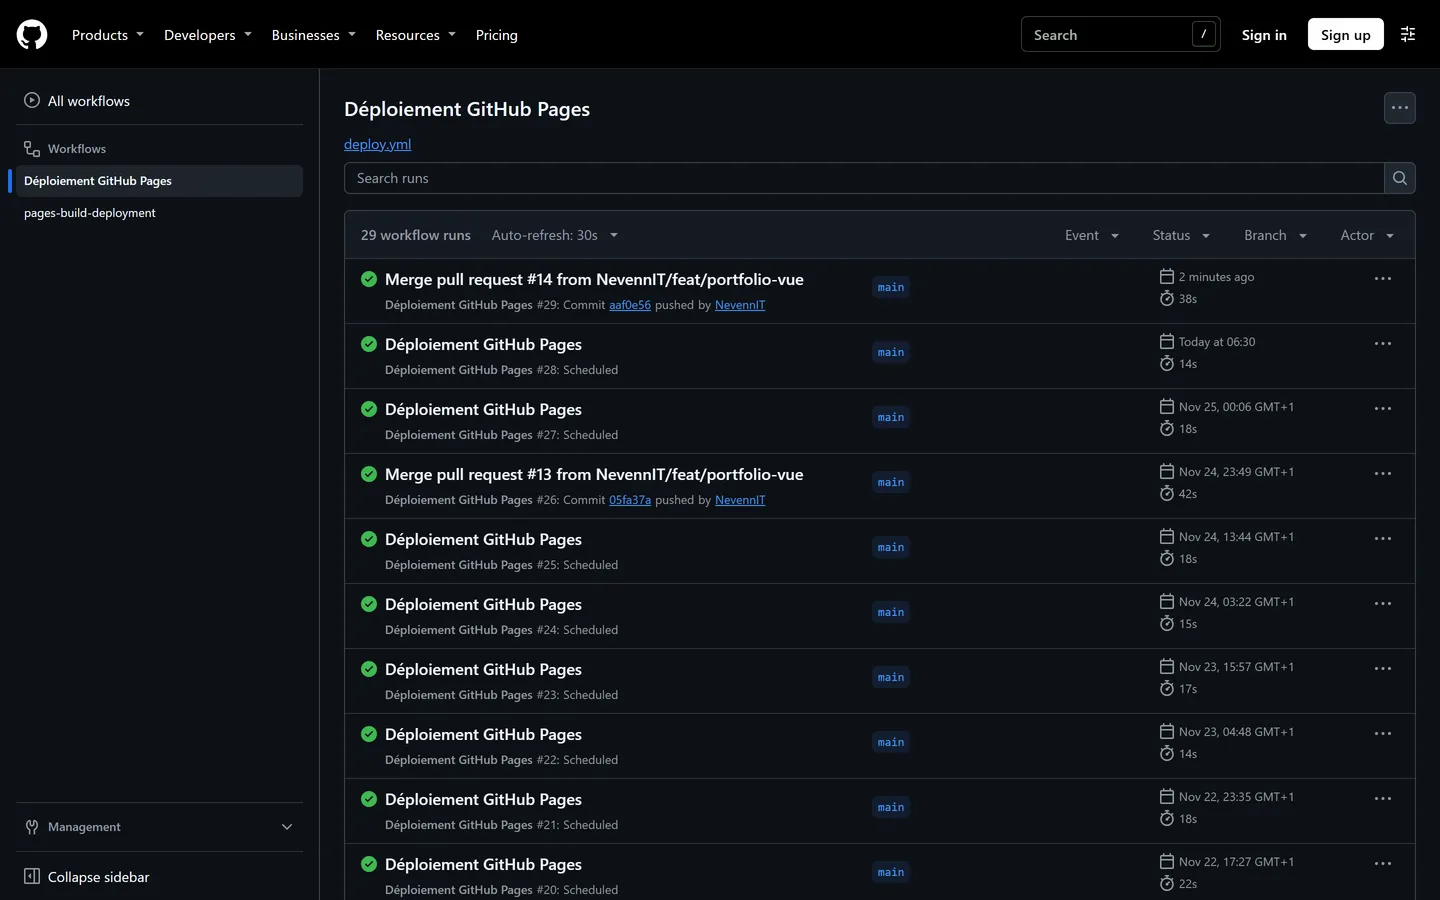 Products Developers Businesses Resources Pricing Search / Sign in Sign up
All workflows
Workflows
Déploiement GitHub Pages
pages-build-deployment
Management
Collapse sidebar
Déploiement GitHub Pages
deploy.yml
Search runs
29 workflow runs Auto-refresh: 30s Event Status Branch Actor
Merge pull request #14 from NevennIT/feat/portfolio-vue main 2 minutes ago
Déploiement GitHub Pages #29: Commit aaf0e56 pushed by NevennIT 38s
Déploiement GitHub Pages main Today at 06:30
Déploiement GitHub Pages #28: Scheduled 14s
Déploiement GitHub Pages main Nov 25, 00:06 GMT+1
Déploiement GitHub Pages #27: Scheduled 18s
Merge pull request #13 from NevennIT/feat/portfolio-vue main Nov 24, 23:49 GMT+1
Déploiement GitHub Pages #26: Commit 05fa37a pushed by NevennIT 42s
Déploiement GitHub Pages main Nov 24, 13:44 GMT+1
Déploiement GitHub Pages #25: Scheduled 18s
Déploiement GitHub Pages main Nov 24, 03:22 GMT+1
Déploiement GitHub Pages #24: Scheduled 15s
Déploiement GitHub Pages main Nov 23, 15:57 GMT+1
Déploiement GitHub Pages #23: Scheduled 17s
Déploiement GitHub Pages main Nov 23, 04:48 GMT+1
Déploiement GitHub Pages #22: Scheduled 14s
Déploiement GitHub Pages main Nov 22, 23:35 GMT+1
Déploiement GitHub Pages #21: Scheduled 18s
Déploiement GitHub Pages main Nov 22, 17:27 GMT+1
Déploiement GitHub Pages #20: Scheduled 22s